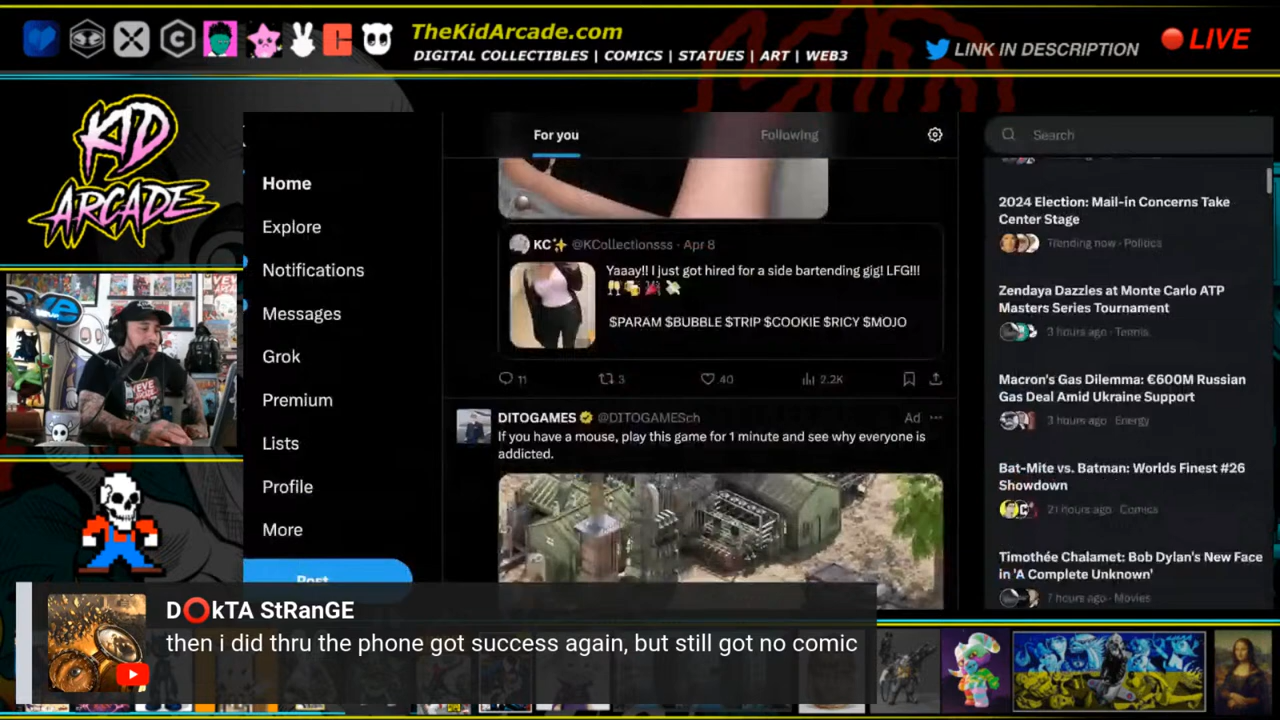 TheKidArcade.com
DIGITAL COLLECTIBLES | COMICS | STATUES | ART | WEB3
LINK IN DESCRIPTION
LIVE
KID
ARCADE
Home
Explore
Notifications
Messages
Grok
Premium
Lists
Profile
More
Post
For you
Following
KC✨ @KCollectionsss · Apr 8
Yaaay!! I just got hired for a side bartending gig! LFG!!!
🥂🍻🎉💸
$PARAM $BUBBLE $TRIP $COOKIE $RICY $MOJO
11
3
40
2.2K
DITOGAMES @DITOGAMESch
Ad
If you have a mouse, play this game for 1 minute and see why everyone is
addicted.
Search
2024 Election: Mail-in Concerns Take
Center Stage
Trending now · Politics
Zendaya Dazzles at Monte Carlo ATP
Masters Series Tournament
3 hours ago · Tennis
Macron's Gas Dilemma: €600M Russian
Gas Deal Amid Ukraine Support
3 hours ago · Energy
Bat-Mite vs. Batman: Worlds Finest #26
Showdown
21 hours ago · Comics
Timothée Chalamet: Bob Dylan's New Face
in 'A Complete Unknown'
7 hours ago · Movies
D⭕kTA StRanGE
then i did thru the phone got success again, but still got no comic